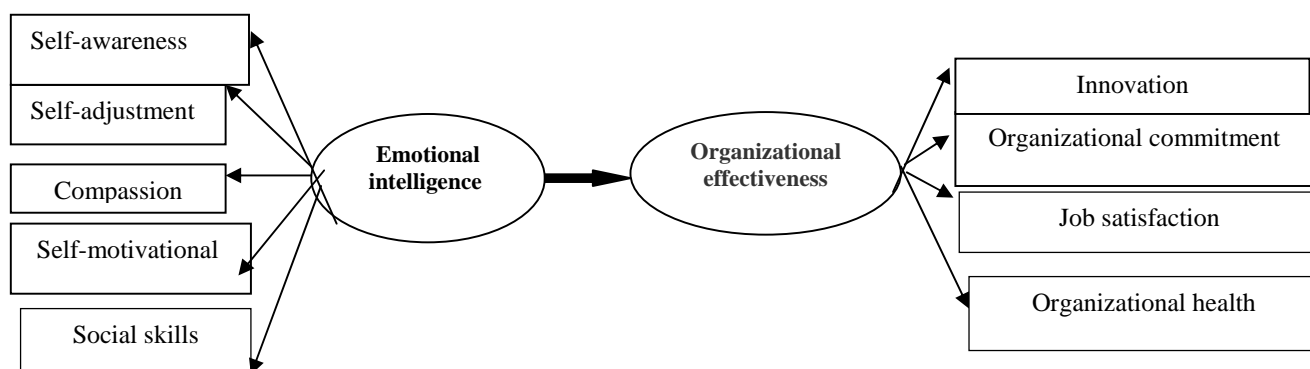 Self-awareness
Self-adjustment
Compassion
Self-motivational
Social skills
Emotional
intelligence
Organizational
effectiveness
Innovation
Organizational commitment
Job satisfaction
Organizational health